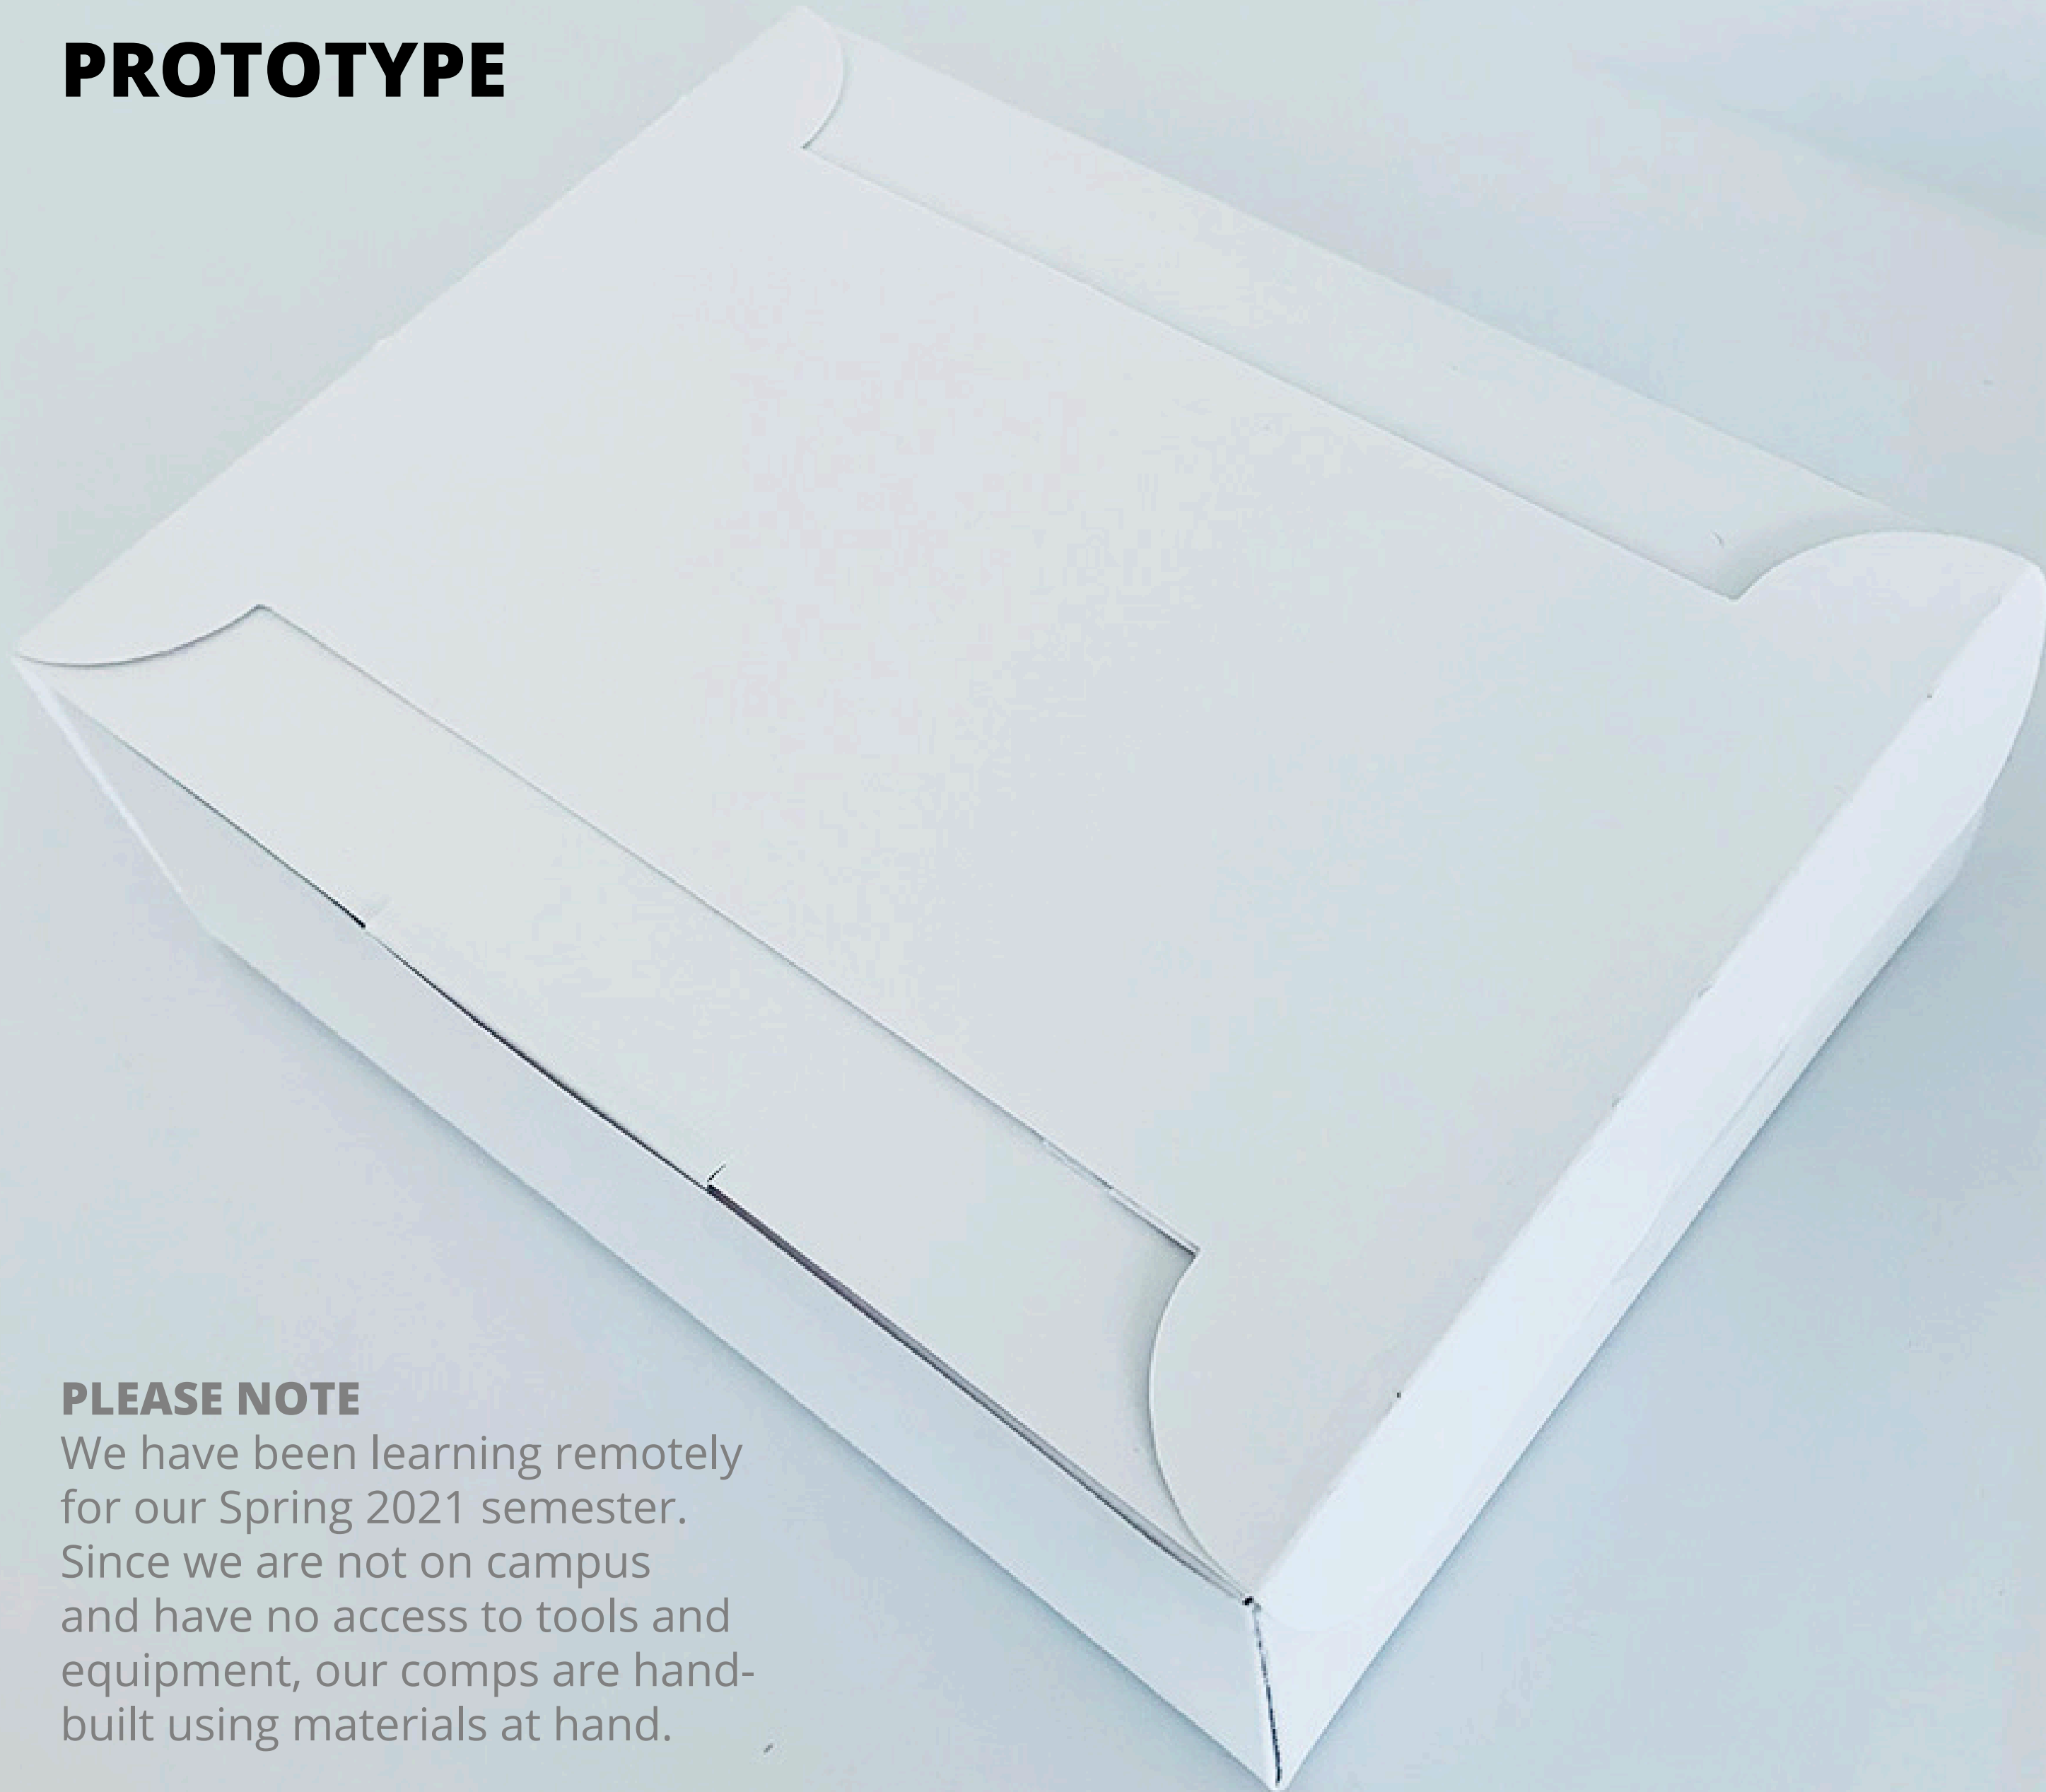 PROTOTYPE
PLEASE NOTE
We have been learning remotely
for our Spring 2021 semester.
Since we are not on campus
and have no access to tools and
equipment, our comps are hand-
built using materials at hand.